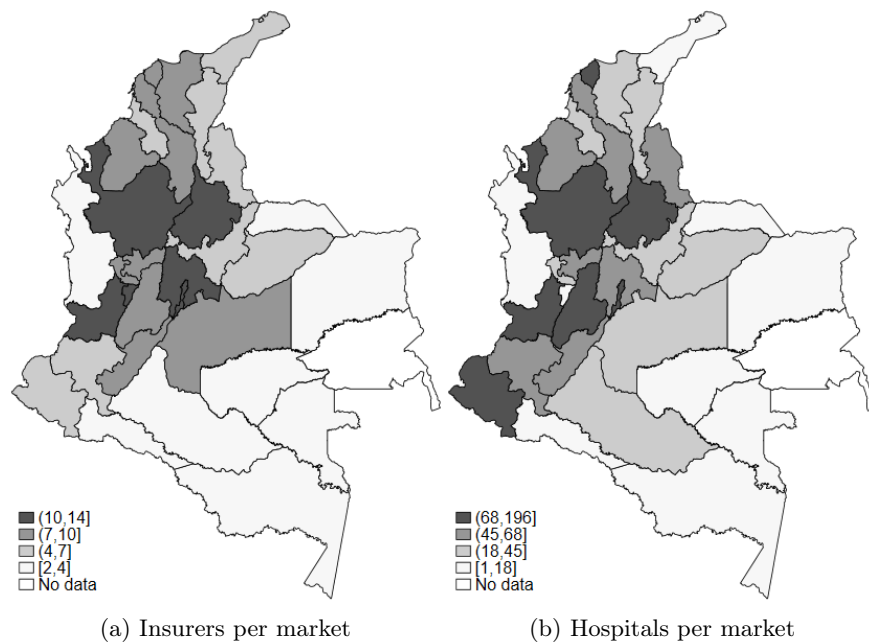 (10,14]
(7,10]
(4,7]
[2,4]
No data
(a) Insurers per market
(68,196]
(45,68]
(18,45]
[1,18]
No data
(b) Hospitals per market